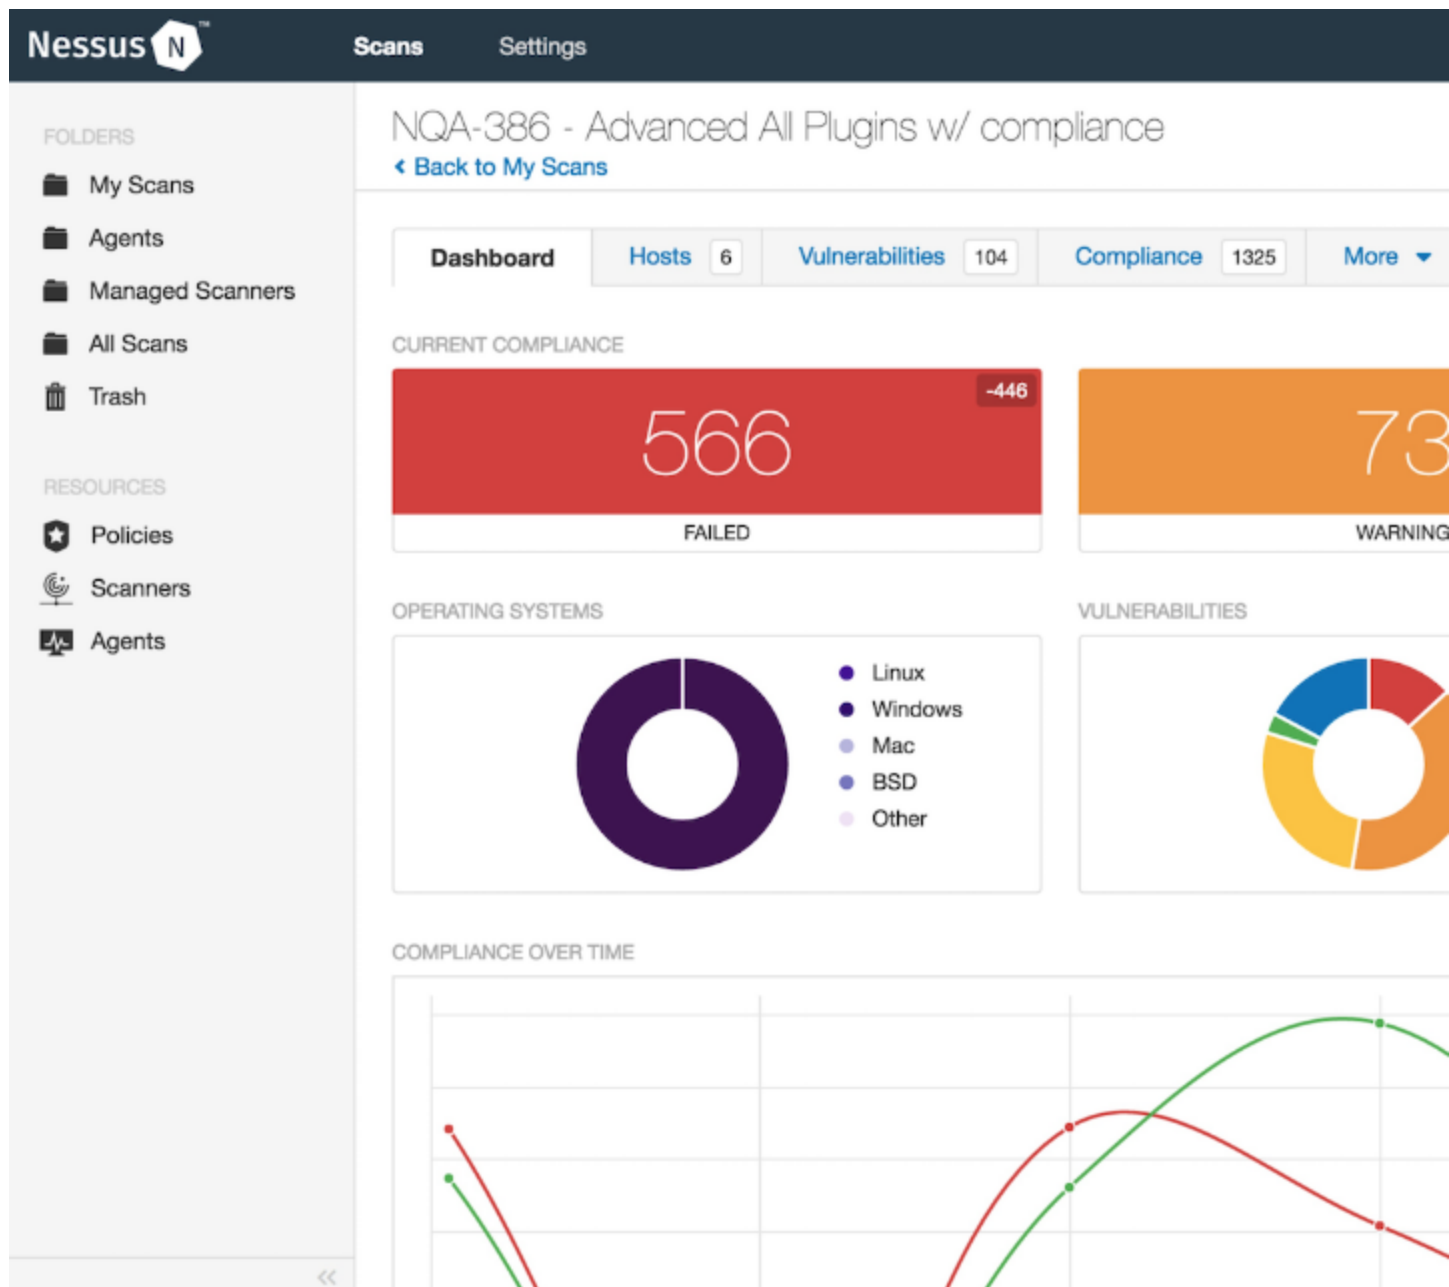 Nessus N ™
Scans Settings
FOLDERS
My Scans
Agents
Managed Scanners
All Scans
Trash
RESOURCES
Policies
Scanners
Agents
NQA-386 - Advanced All Plugins w/ compliance
Back to My Scans
Dashboard Hosts 6 Vulnerabilities 104 Compliance 1325 More
CURRENT COMPLIANCE
-446
566
FAILED
73
WARNING
OPERATING SYSTEMS
Linux
Windows
Mac
BSD
Other
VULNERABILITIES
COMPLIANCE OVER TIME